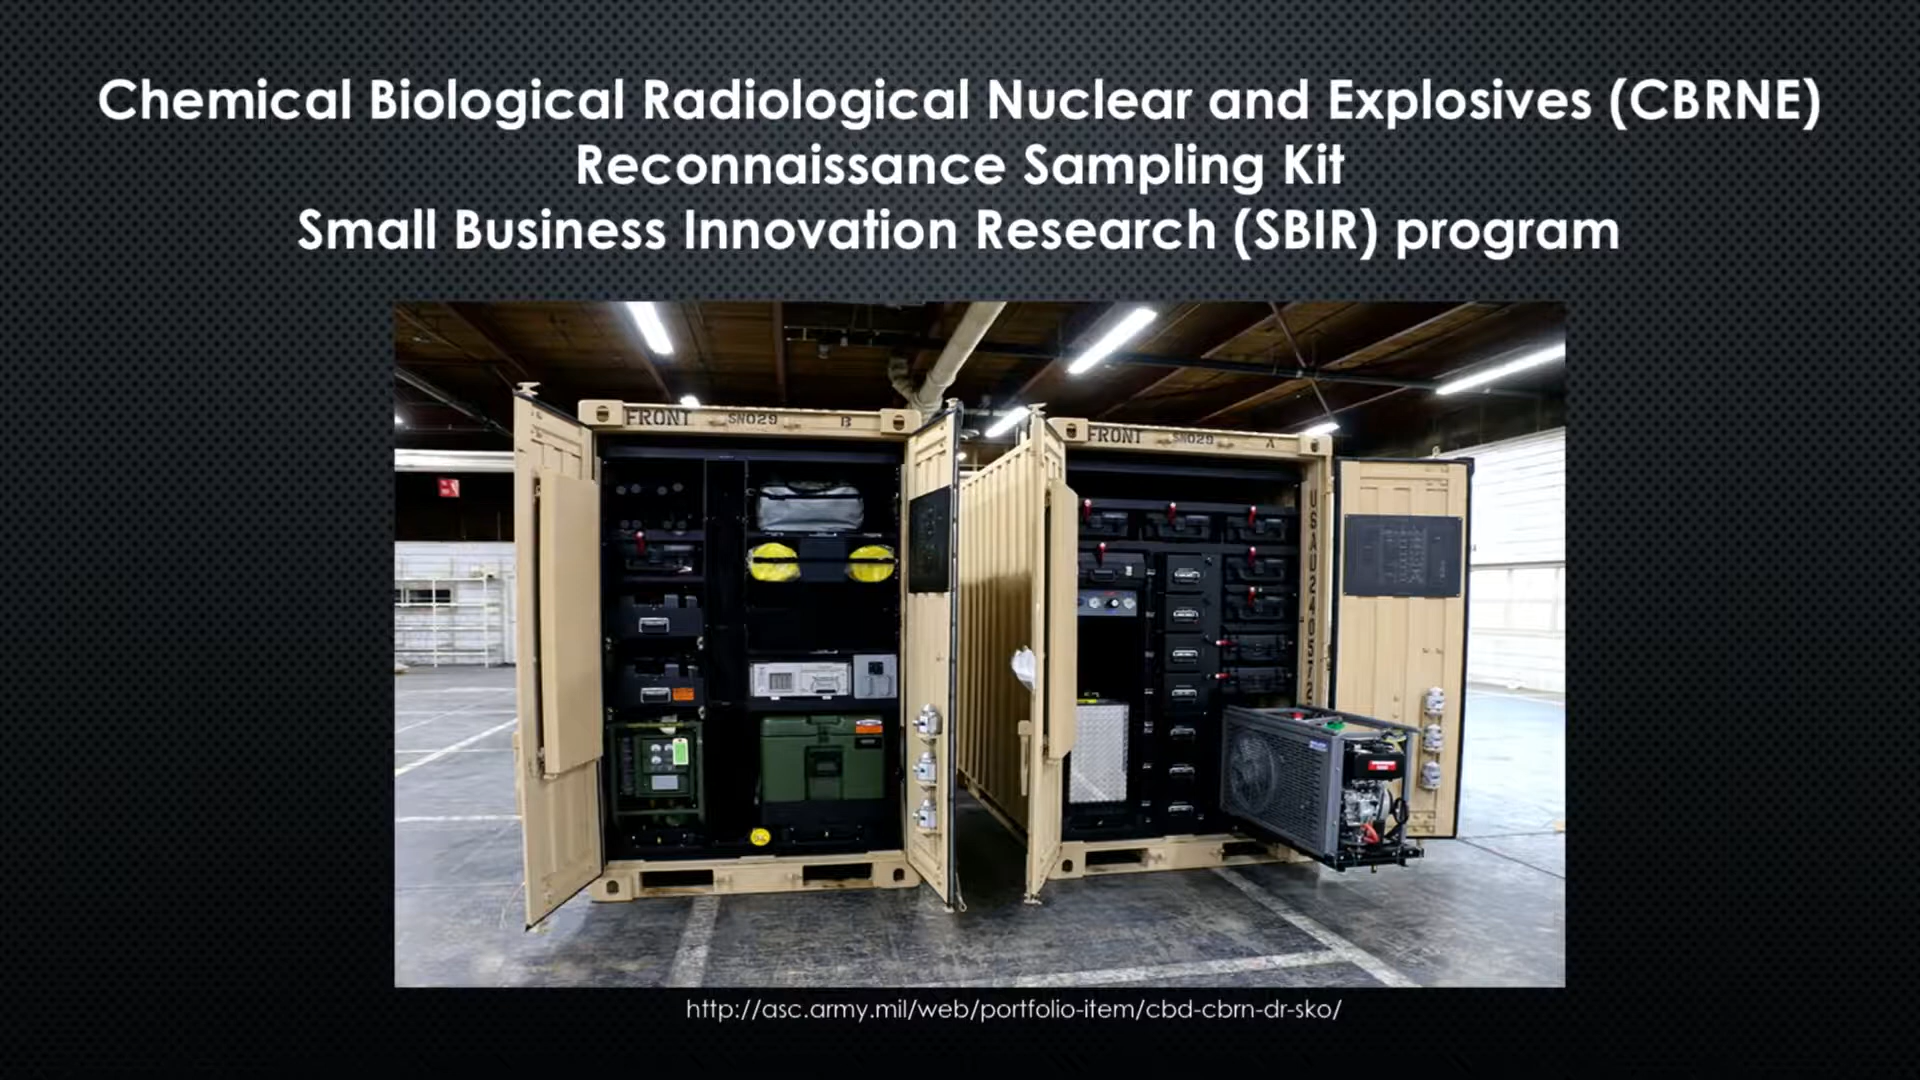 Chemical Biological Radiological Nuclear and Explosives (CBRNE)
Reconnaissance Sampling Kit
Small Business Innovation Research (SBIR) program
FRONT SN029 B
FRONT SN029 A
http://asc.army.mil/web/portfolio-item/cbd-cbrn-dr-sko/